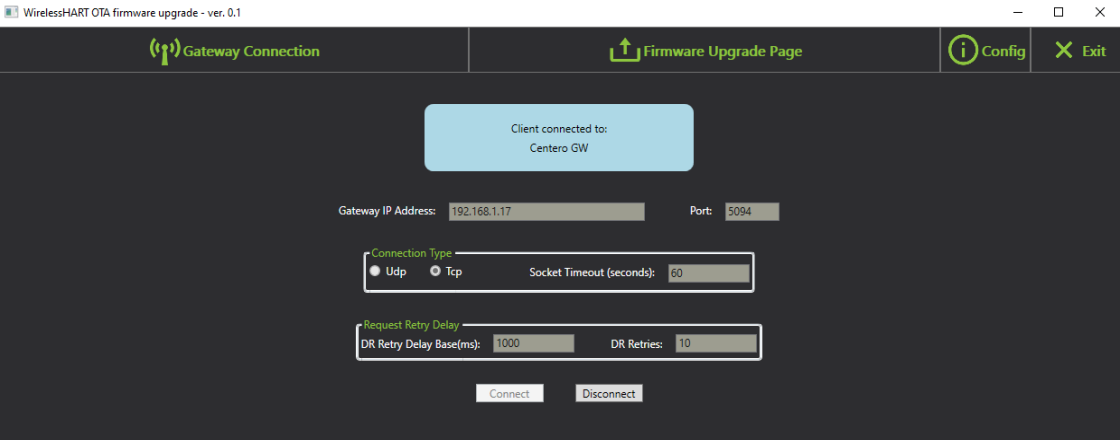 WirelessHART OTA firmware upgrade - ver. 0.1
Gateway Connection
Firmware Upgrade Page
Config
Exit
Client connected to:
Centero GW
Gateway IP Address: 192.168.1.17 Port: 5094
Connection Type
Udp Tcp Socket Timeout (seconds): 60
Request Retry Delay
DR Retry Delay Base(ms): 1000 DR Retries: 10
Connect Disconnect